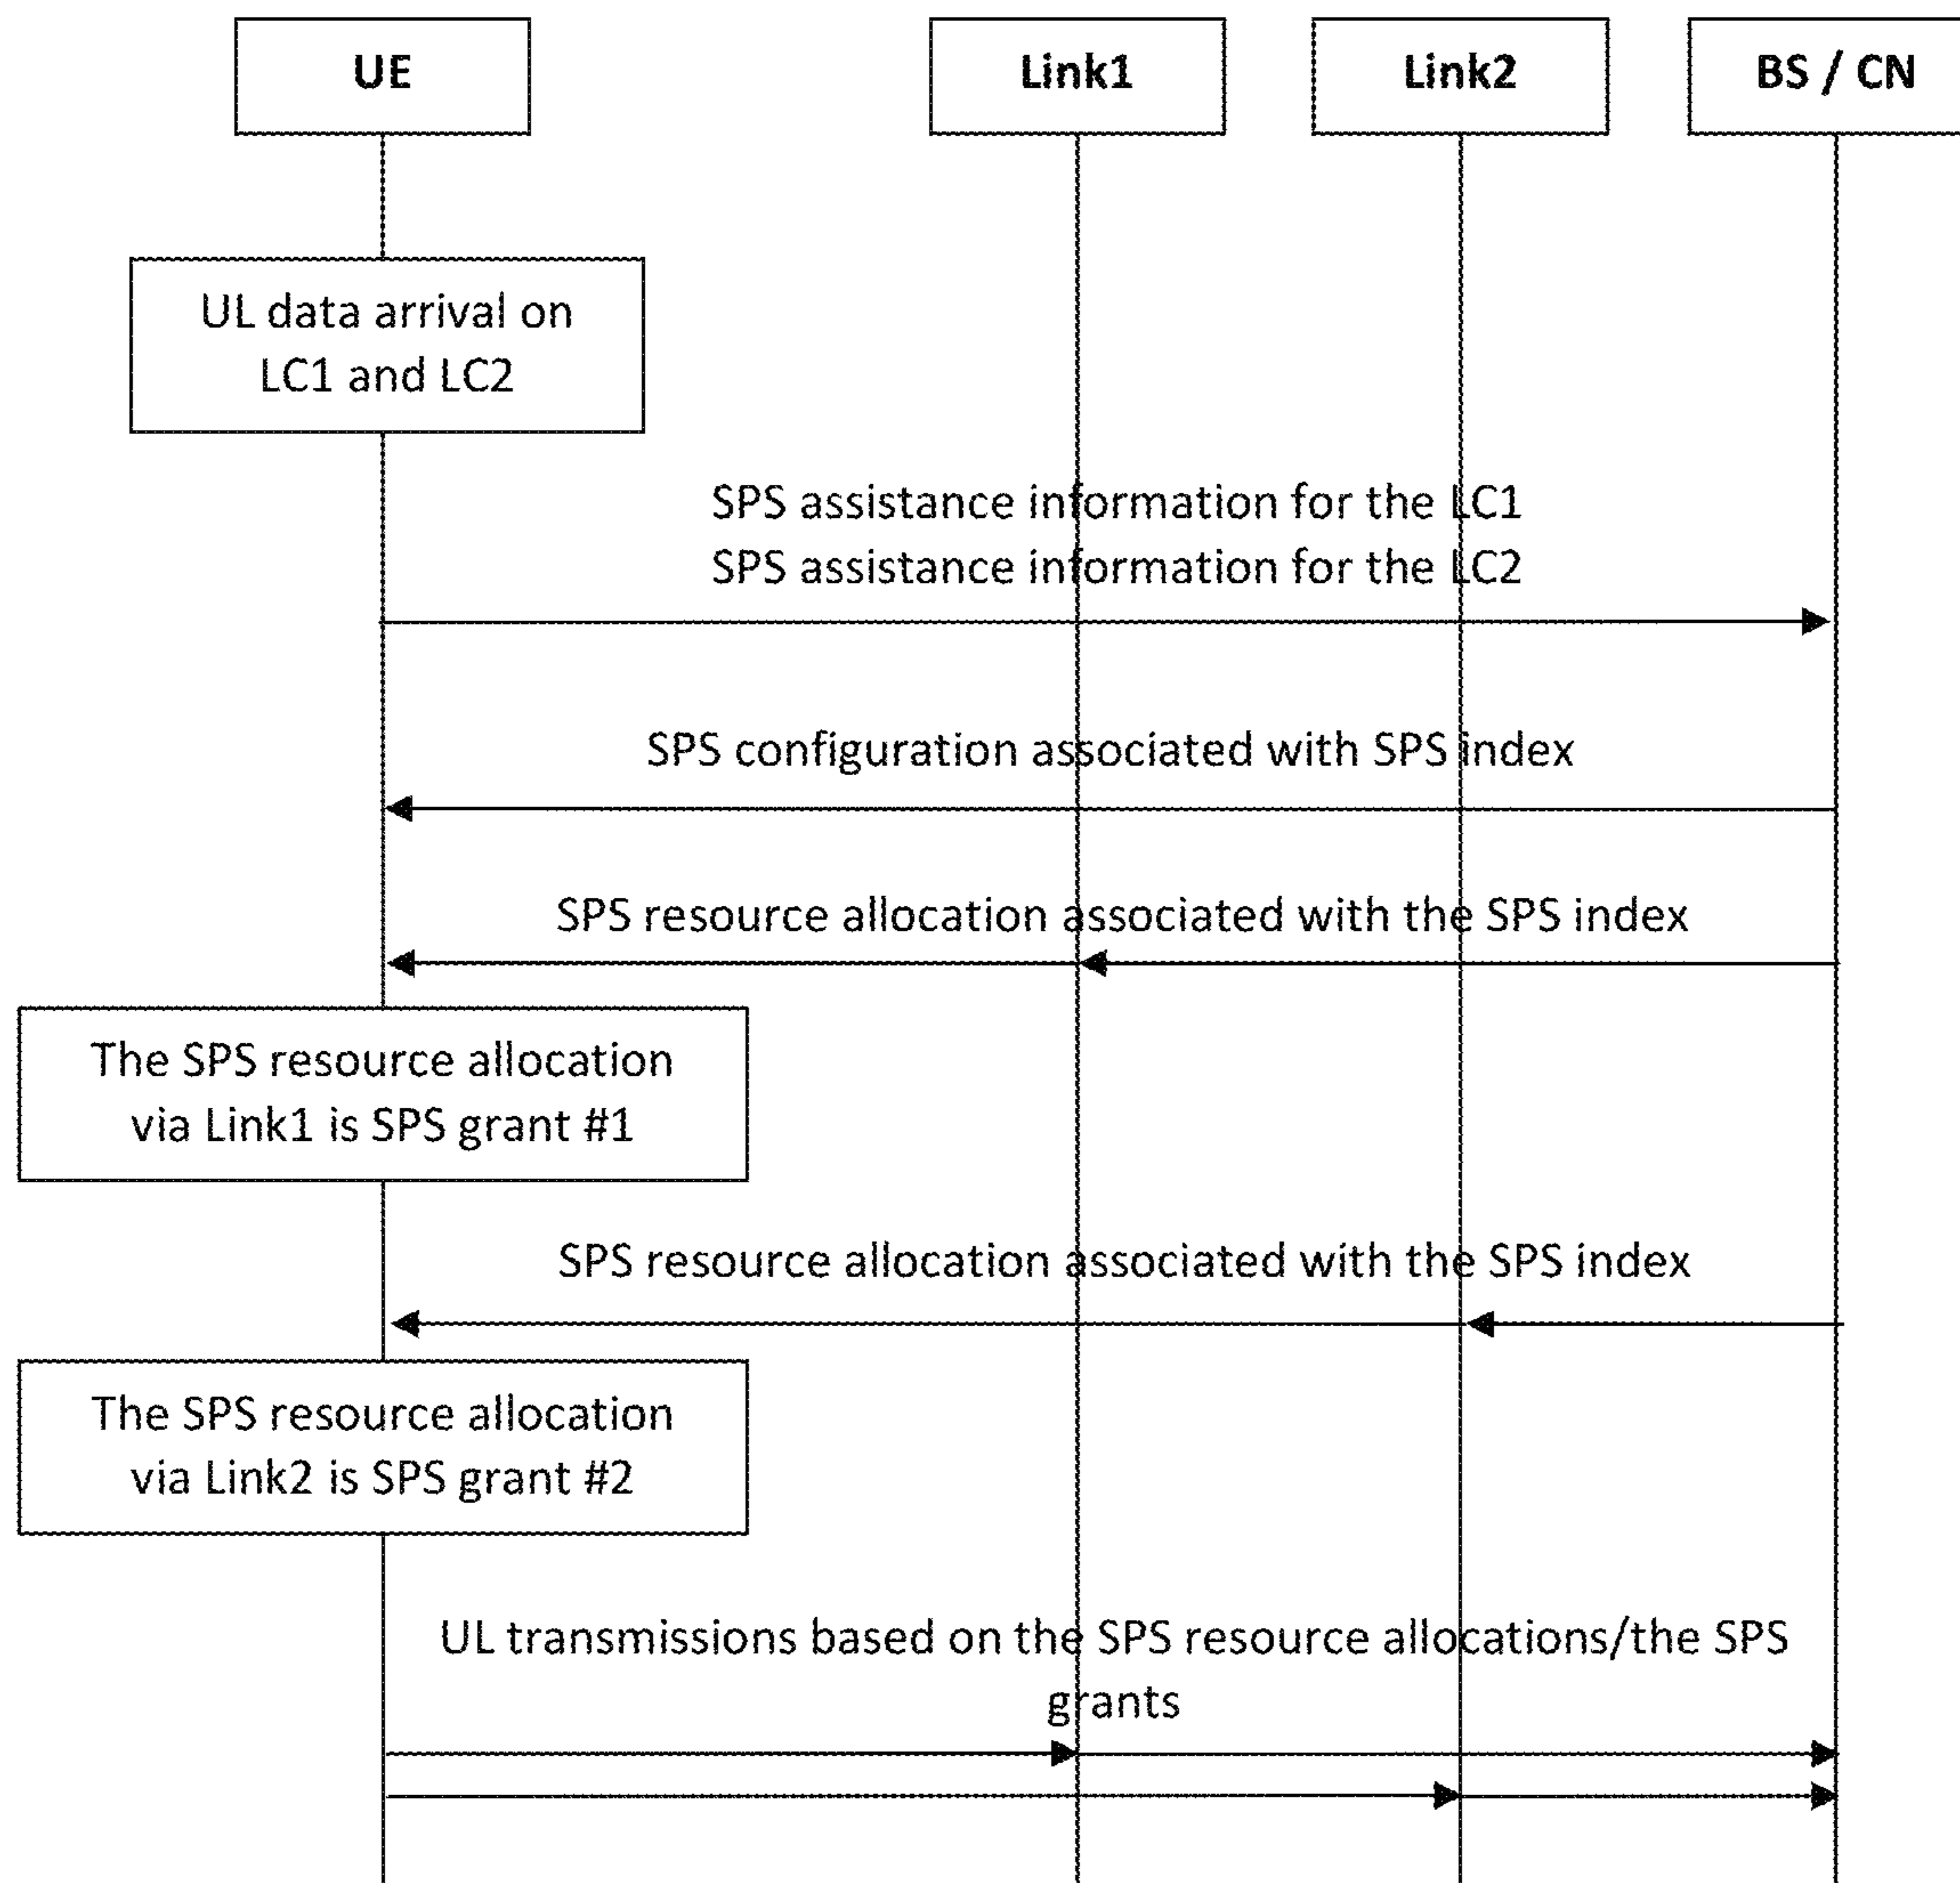 UE
Link1
Link2
BS / CN
UL data arrival on
LC1 and LC2
SPS assistance information for the LC1
SPS assistance information for the LC2
SPS configuration associated with SPS index
SPS resource allocation associated with the SPS index
The SPS resource allocation
via Link1 is SPS grant #1
SPS resource allocation associated with the SPS index
The SPS resource allocation
via Link2 is SPS grant #2
UL transmissions based on the SPS resource allocations/the SPS
grants